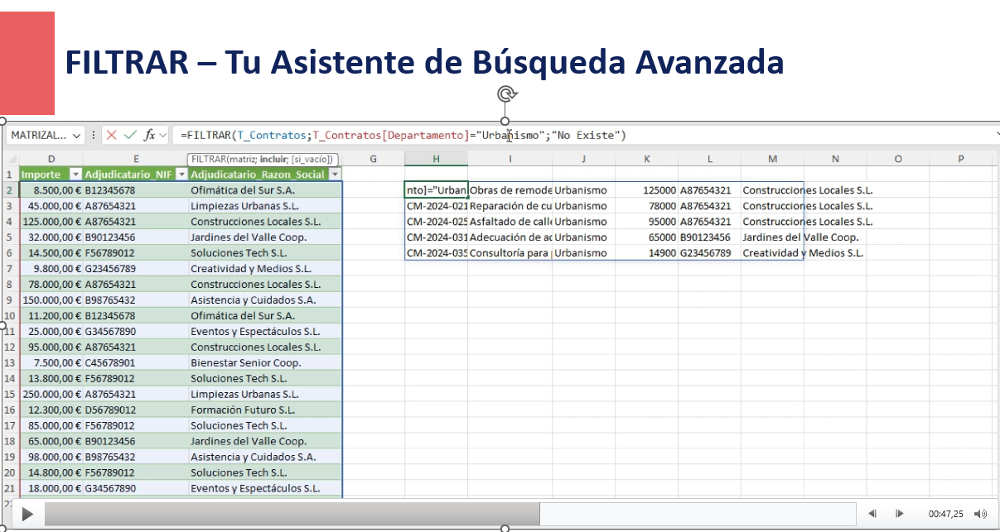 FILTRAR – Tu Asistente de Búsqueda Avanzada
MATRIZAL... fx =FILTRAR(T_Contratos;T_Contratos[Departamento]="Urbanismo";"No Existe")
FILTRAR(matriz; incluir; [si_vacío])
D E G H I J K L M N O P
1 Importe Adjudicatario_NIF Adjudicatario_Razon_Social
2 8.500,00 € B12345678 Ofimática del Sur S.A. nto]="Urban Obras de remode Urbanismo 125000 A87654321 Construcciones Locales S.L.
3 45.000,00 € A87654321 Limpiezas Urbanas S.L. CM-2024-021 Reparación de cu Urbanismo 78000 A87654321 Construcciones Locales S.L.
4 125.000,00 € A87654321 Construcciones Locales S.L. CM-2024-025 Asfaltado de calle Urbanismo 95000 A87654321 Construcciones Locales S.L.
5 32.000,00 € B90123456 Jardines del Valle Coop. CM-2024-031 Adecuación de ac Urbanismo 65000 B90123456 Jardines del Valle Coop.
6 14.500,00 € F56789012 Soluciones Tech S.L. CM-2024-035 Consultoría para Urbanismo 14900 G23456789 Creatividad y Medios S.L.
7 9.800,00 € G23456789 Creatividad y Medios S.L.
8 78.000,00 € A87654321 Construcciones Locales S.L.
9 150.000,00 € B98765432 Asistencia y Cuidados S.A.
10 11.200,00 € B12345678 Ofimática del Sur S.A.
11 25.000,00 € G34567890 Eventos y Espectáculos S.L.
12 95.000,00 € A87654321 Construcciones Locales S.L.
13 7.500,00 € C45678901 Bienestar Senior Coop.
14 13.800,00 € F56789012 Soluciones Tech S.L.
15 250.000,00 € A87654321 Limpiezas Urbanas S.L.
16 12.300,00 € D56789012 Formación Futuro S.L.
17 85.000,00 € F56789012 Soluciones Tech S.L.
18 65.000,00 € B90123456 Jardines del Valle Coop.
19 98.000,00 € B98765432 Asistencia y Cuidados S.A.
20 14.800,00 € F56789012 Soluciones Tech S.L.
21 18.000,00 € G34567890 Eventos y Espectáculos S.L.
00:47,25